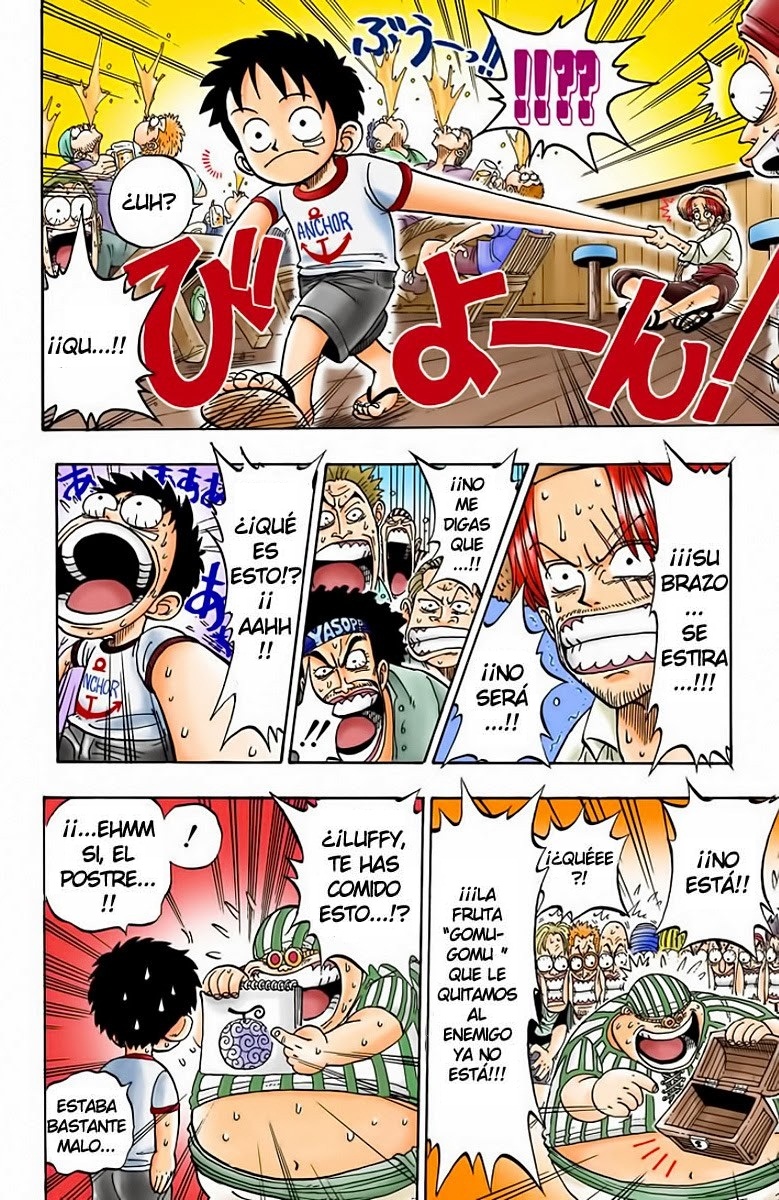 !!??
ぶうーっ!!
¿UH?
ANCHOR
びよーん!
¡¡QU...!!
¡¡¡SU
BRAZO
...
SE
ESTIRA
...!!!
¡¡NO
SERÁ
...!!
¡¡NO
ME
DIGAS
QUE
...!!
YASOPP
!!
¿¡QUÉ
ES
ESTO!?
¡¡
AAHH
!!
ANCHOR
¡¡NO
ESTÁ!!
¡¿QUÉEE
?!
¡¡¡LA
FRUTA
“GOMU-
GOMU ”
QUE LE
QUITAMOS
AL
ENEMIGO
YA NO
ESTÁ!!!
¿¡LUFFY,
TE HAS
COMIDO
ESTO...!?
!
¡¡...EHMM
SI, EL
POSTRE...
!!
ESTABA
BASTANTE
MALO...